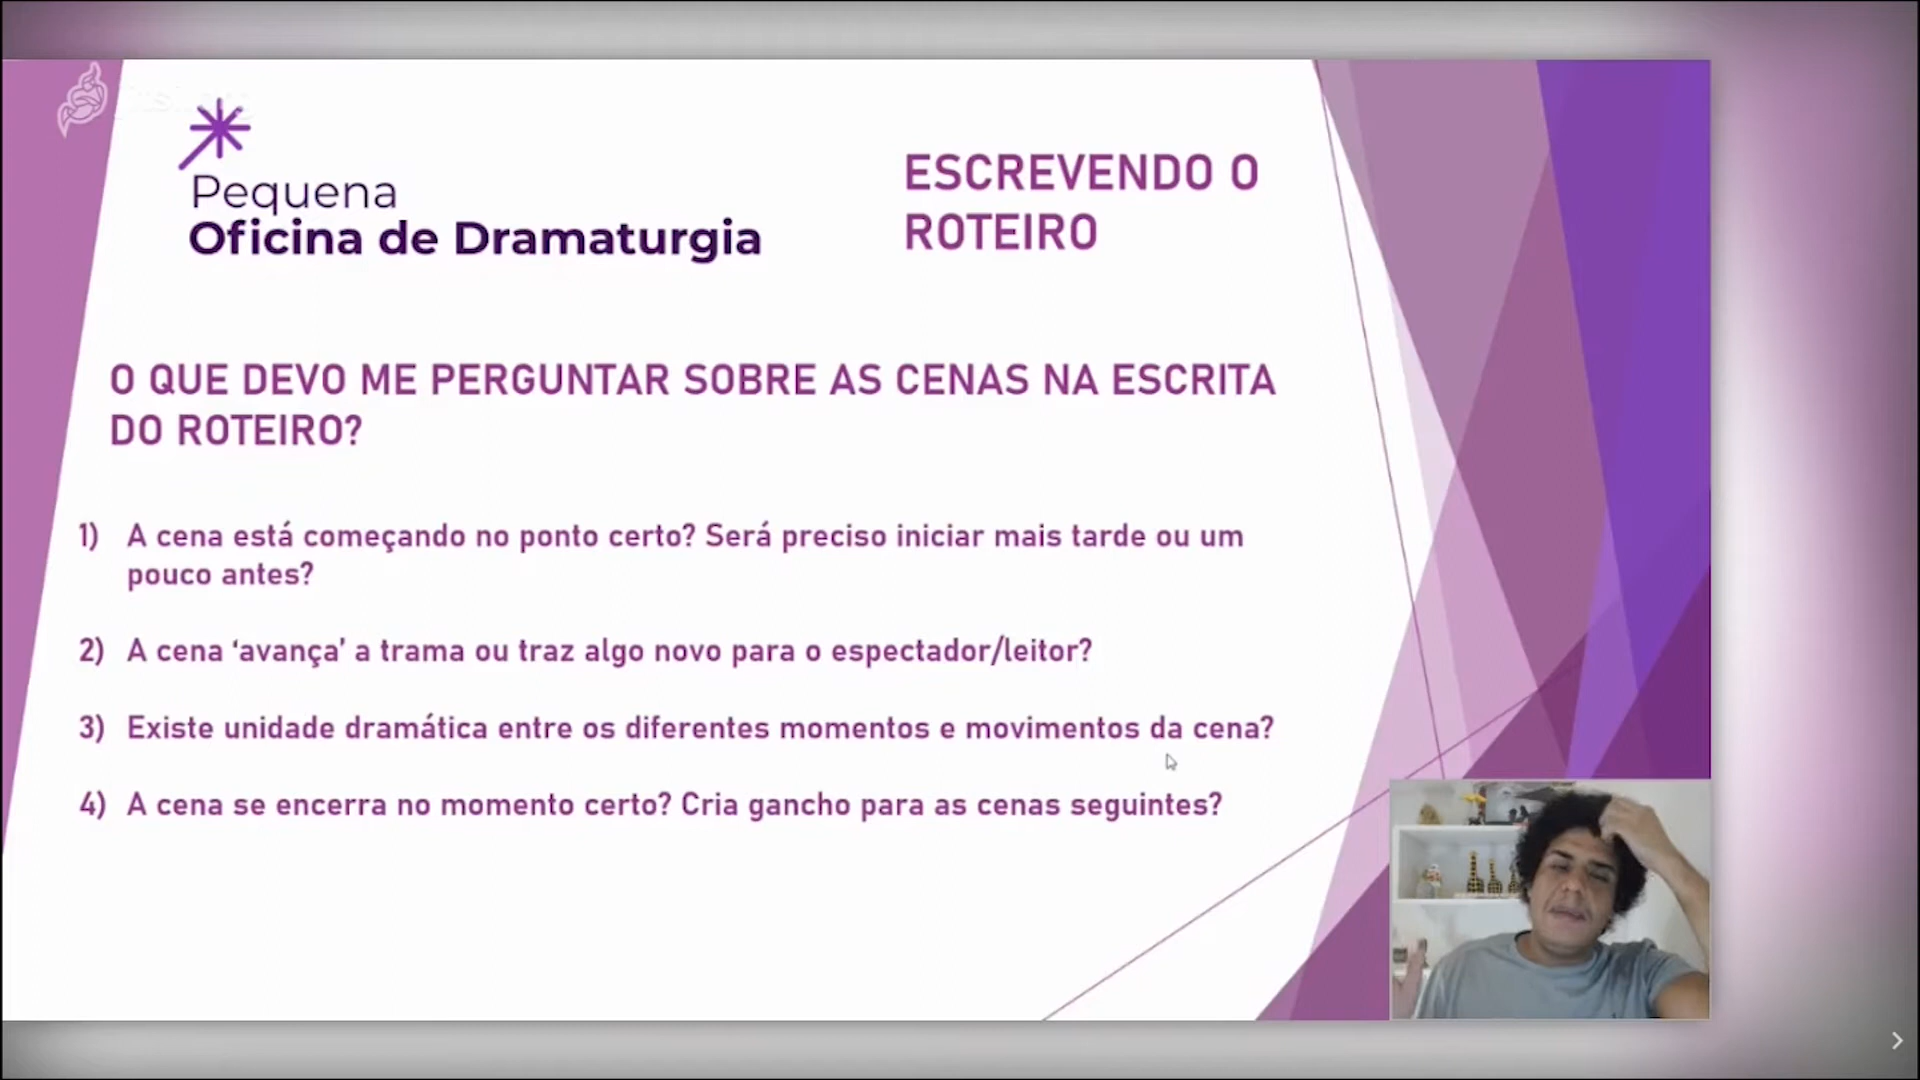 Pequena
Oficina de Dramaturgia
ESCREVENDO O
ROTEIRO
O QUE DEVO ME PERGUNTAR SOBRE AS CENAS NA ESCRITA
DO ROTEIRO?
1) A cena está começando no ponto certo? Será preciso iniciar mais tarde ou um
pouco antes?
2) A cena ‘avança’ a trama ou traz algo novo para o espectador/leitor?
3) Existe unidade dramática entre os diferentes momentos e movimentos da cena?
4) A cena se encerra no momento certo? Cria gancho para as cenas seguintes?